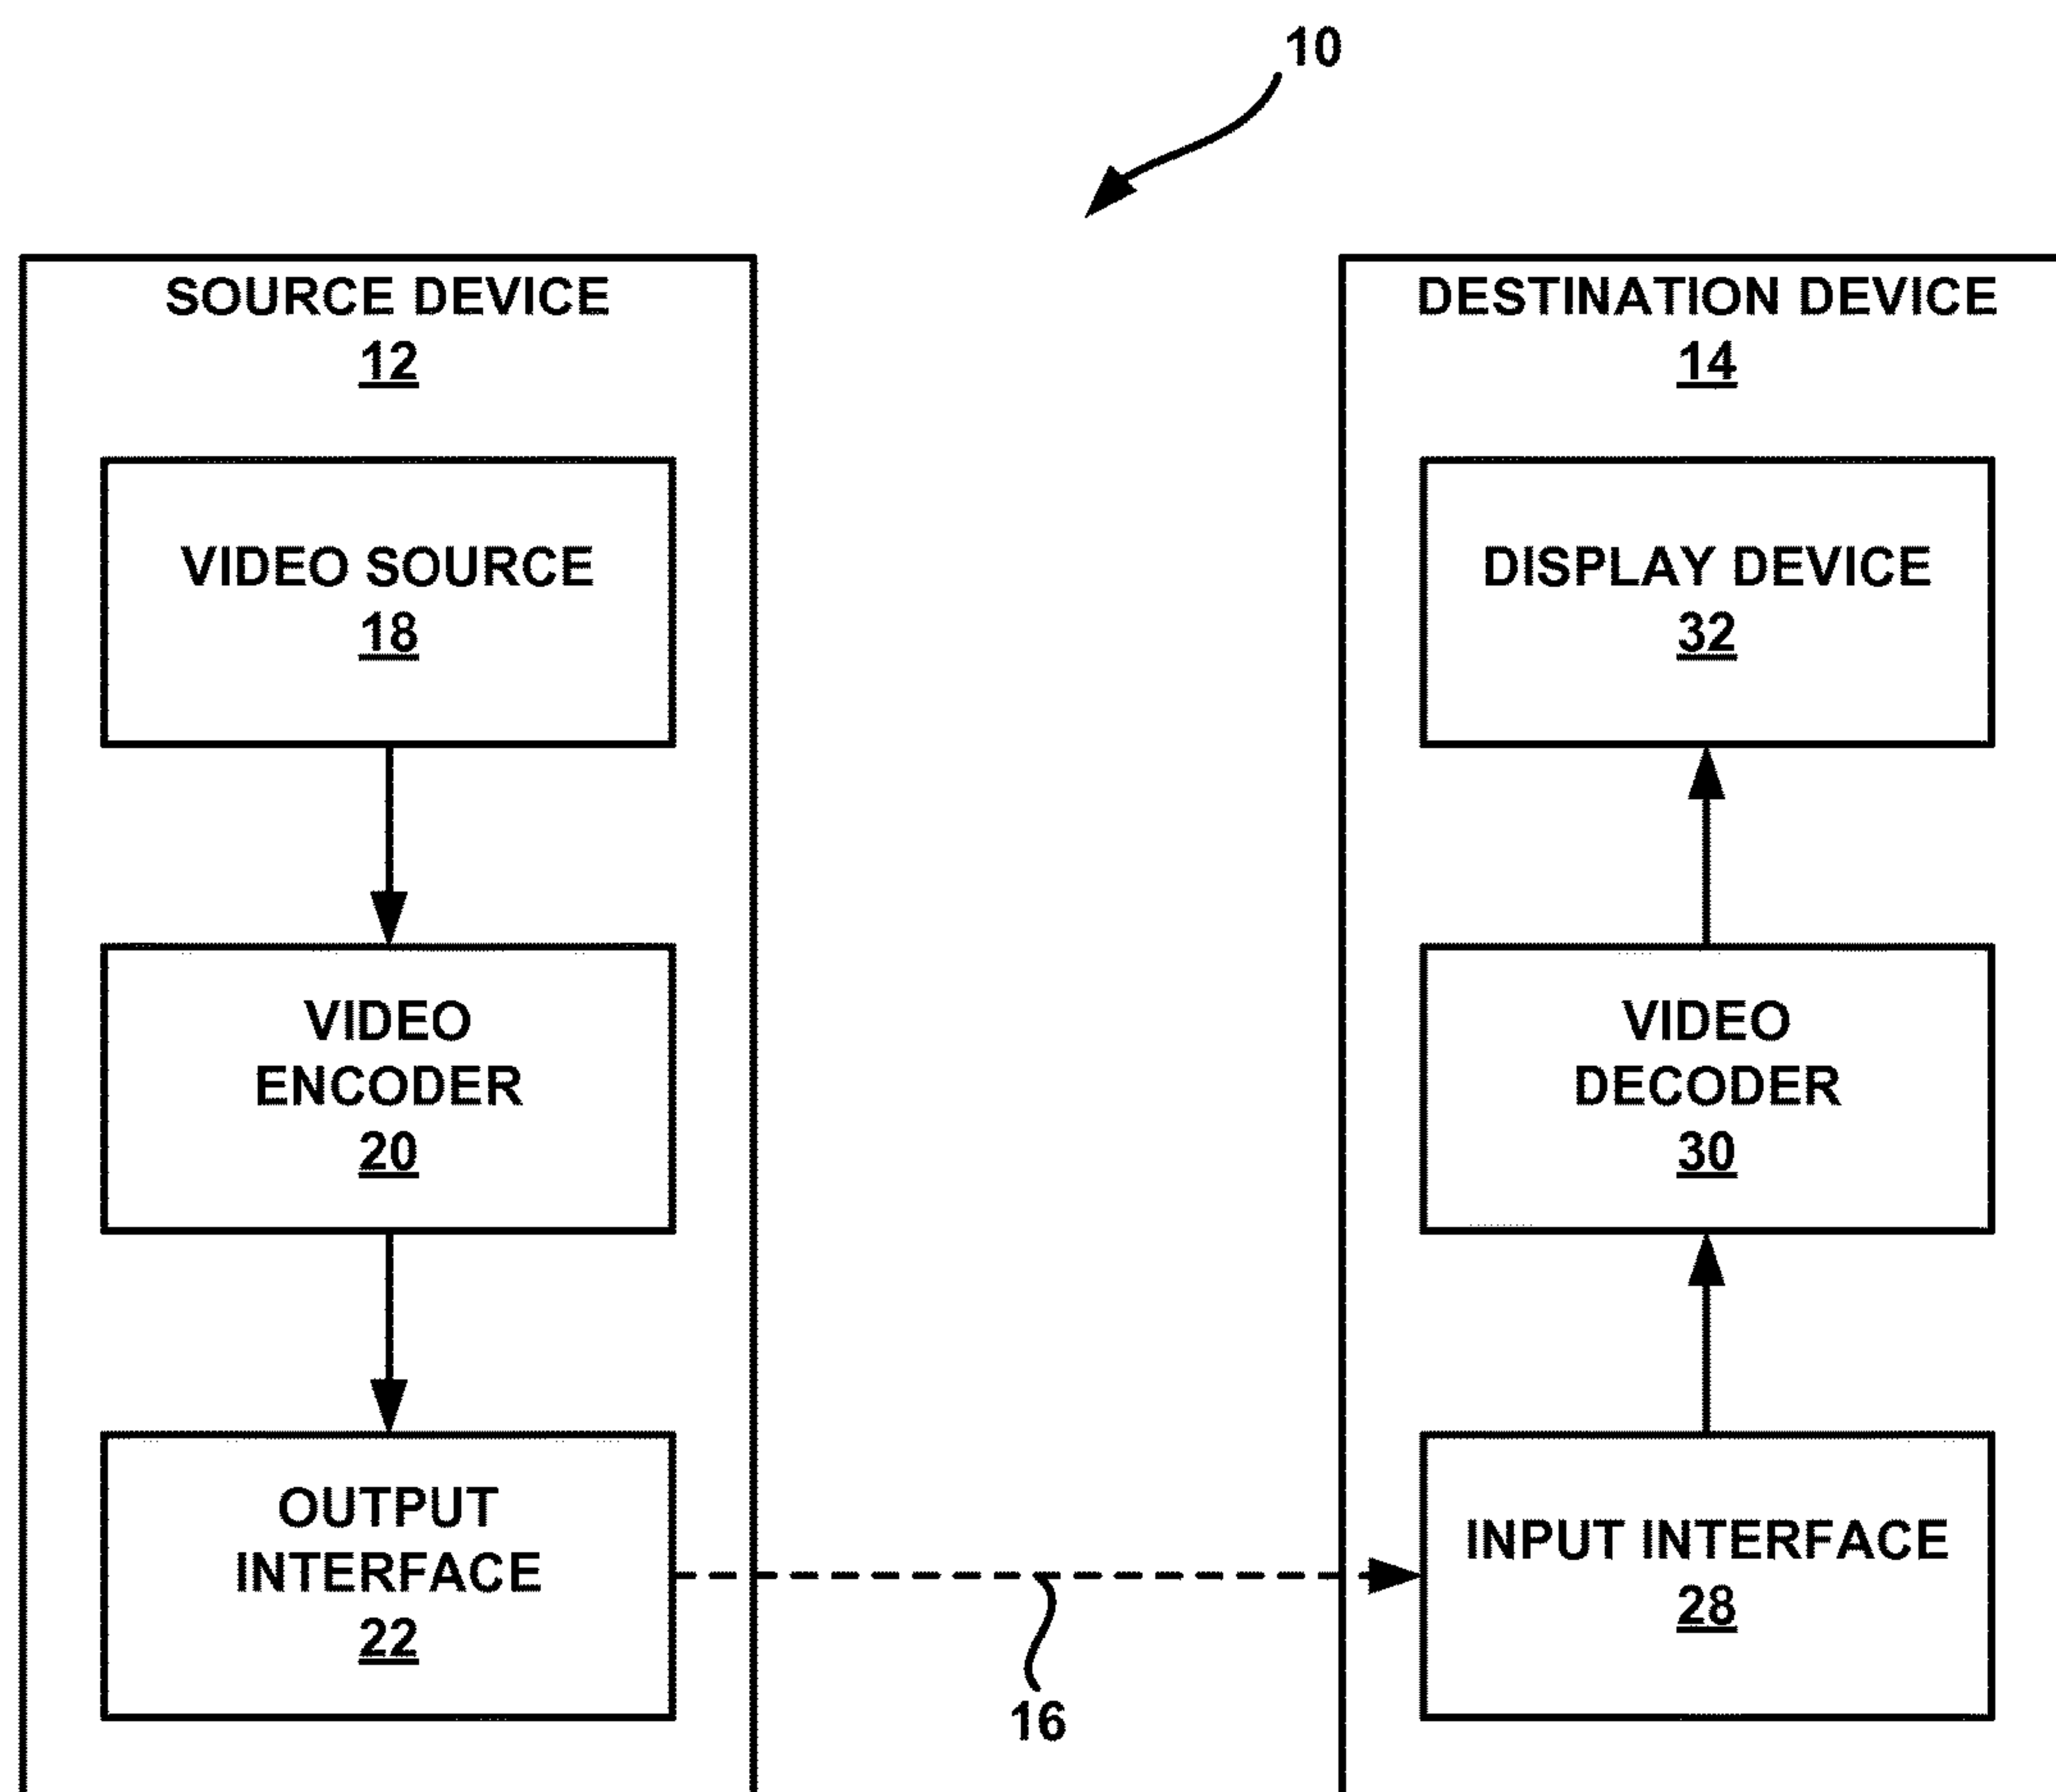 10
SOURCE DEVICE
12
VIDEO SOURCE
18
VIDEO
ENCODER
20
OUTPUT
INTERFACE
22
16
DESTINATION DEVICE
14
DISPLAY DEVICE
32
VIDEO
DECODER
30
INPUT INTERFACE
28